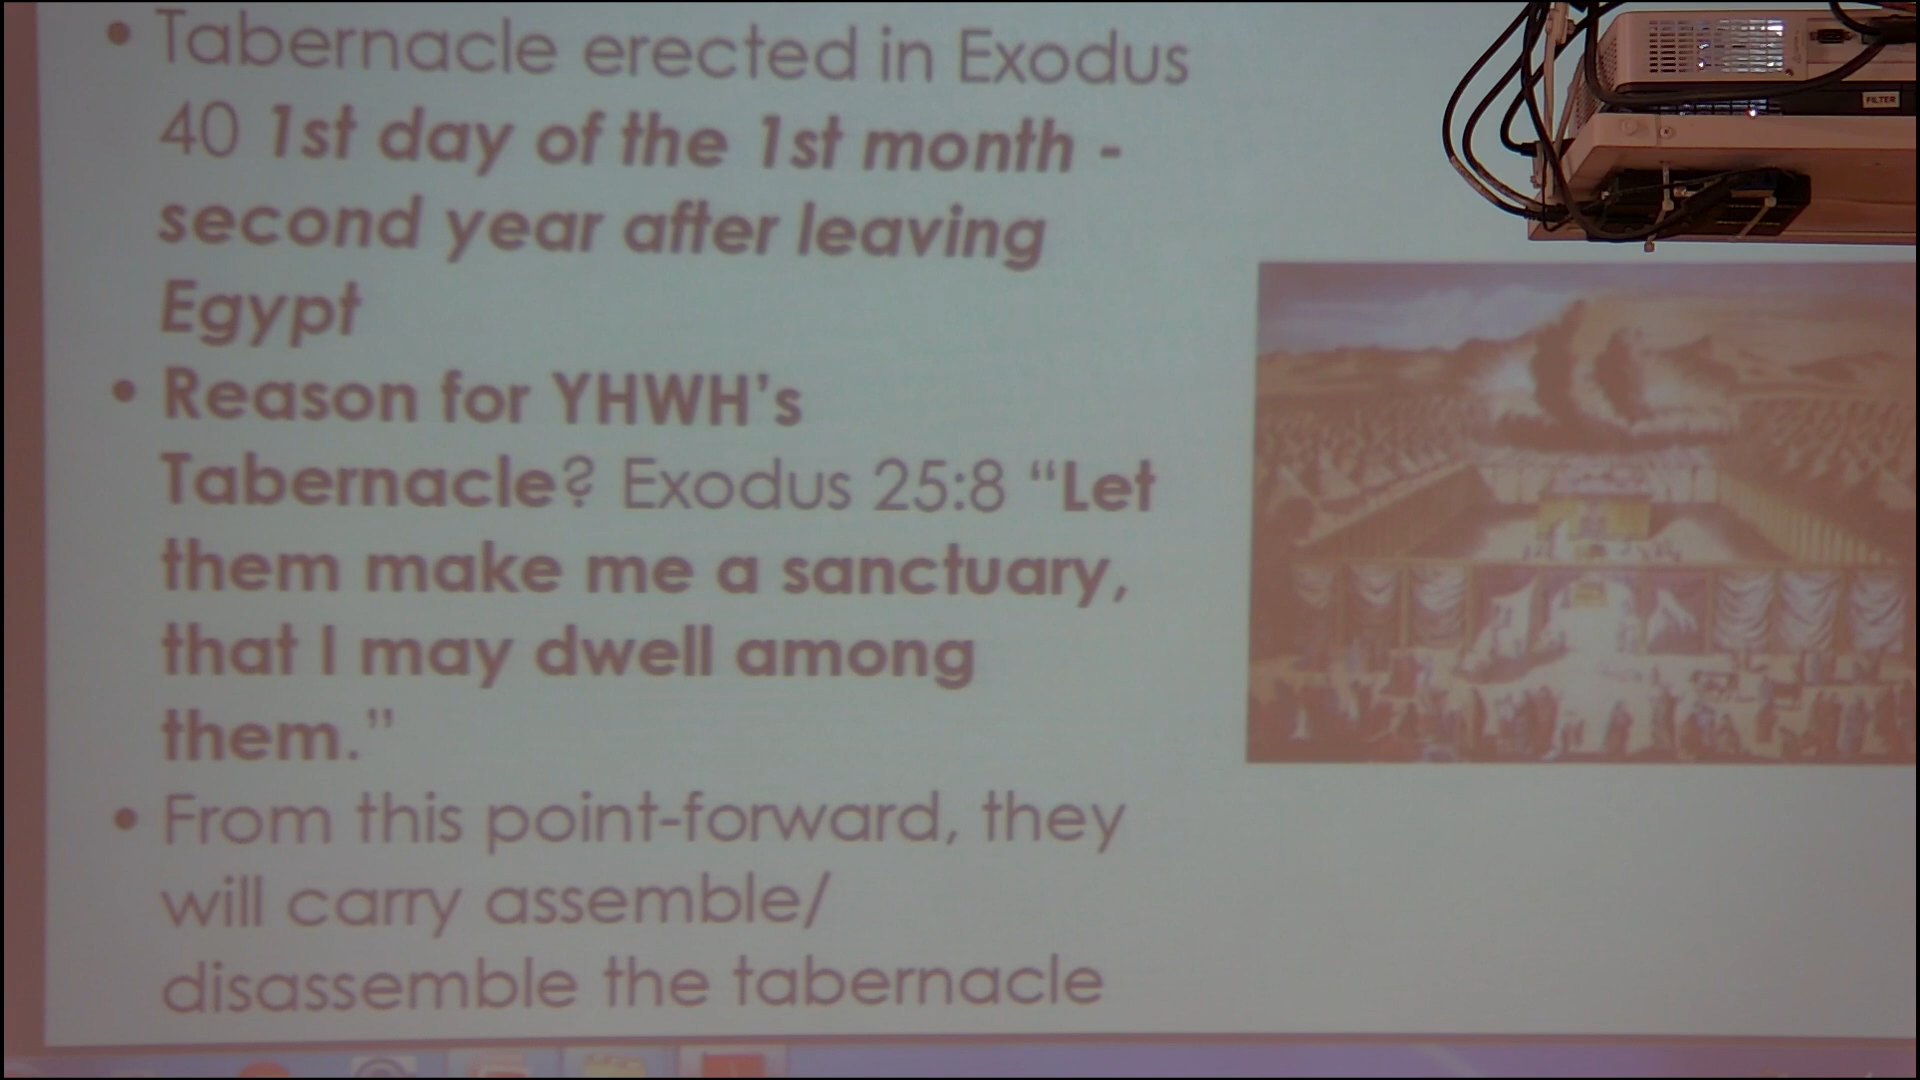 • Tabernacle erected in Exodus
40 1st day of the 1st month -
second year after leaving
Egypt
• Reason for YHWH’s
Tabernacle? Exodus 25:8 “Let
them make me a sanctuary,
that I may dwell among
them.”
• From this point-forward, they
will carry assemble/
disassemble the tabernacle
FILTER